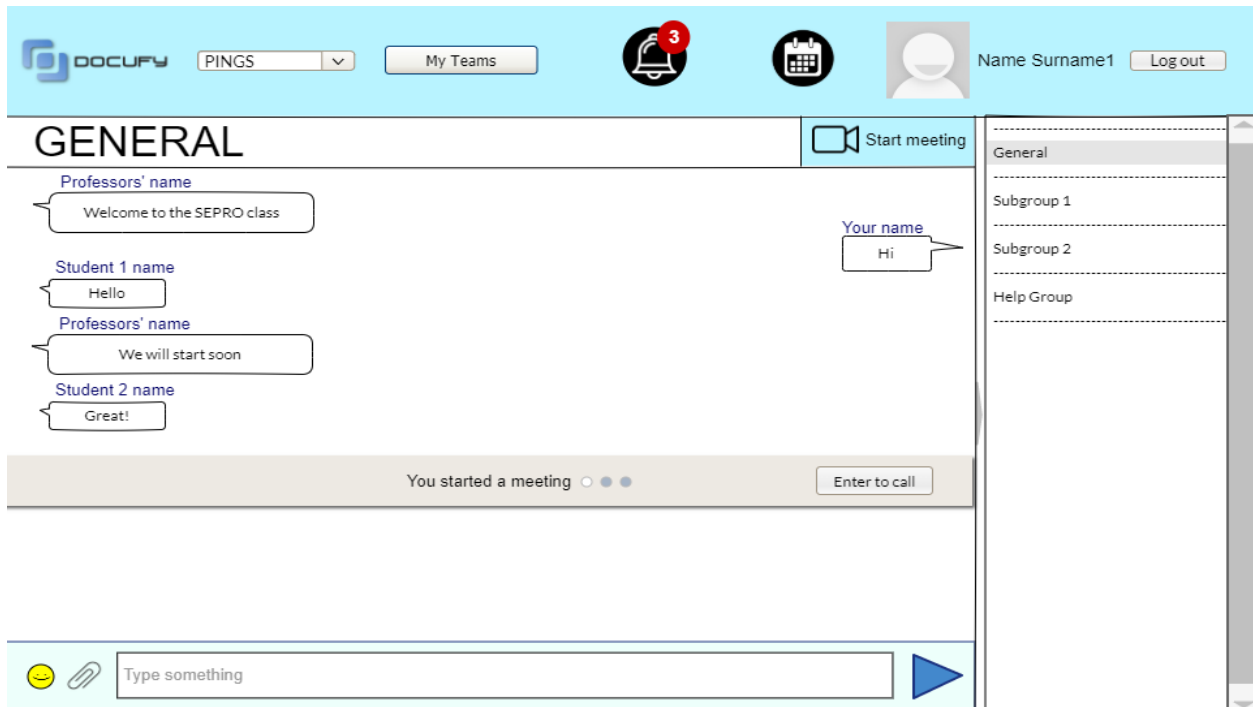 DOCUFY
PINGS
My Teams
3
Name Surname1
Log out
GENERAL
Start meeting
Professors' name
Welcome to the SEPRO class
Your name
Hi
Student 1 name
Hello
Professors' name
We will start soon
Student 2 name
Great!
You started a meeting
Enter to call
Type something
General
Subgroup 1
Subgroup 2
Help Group